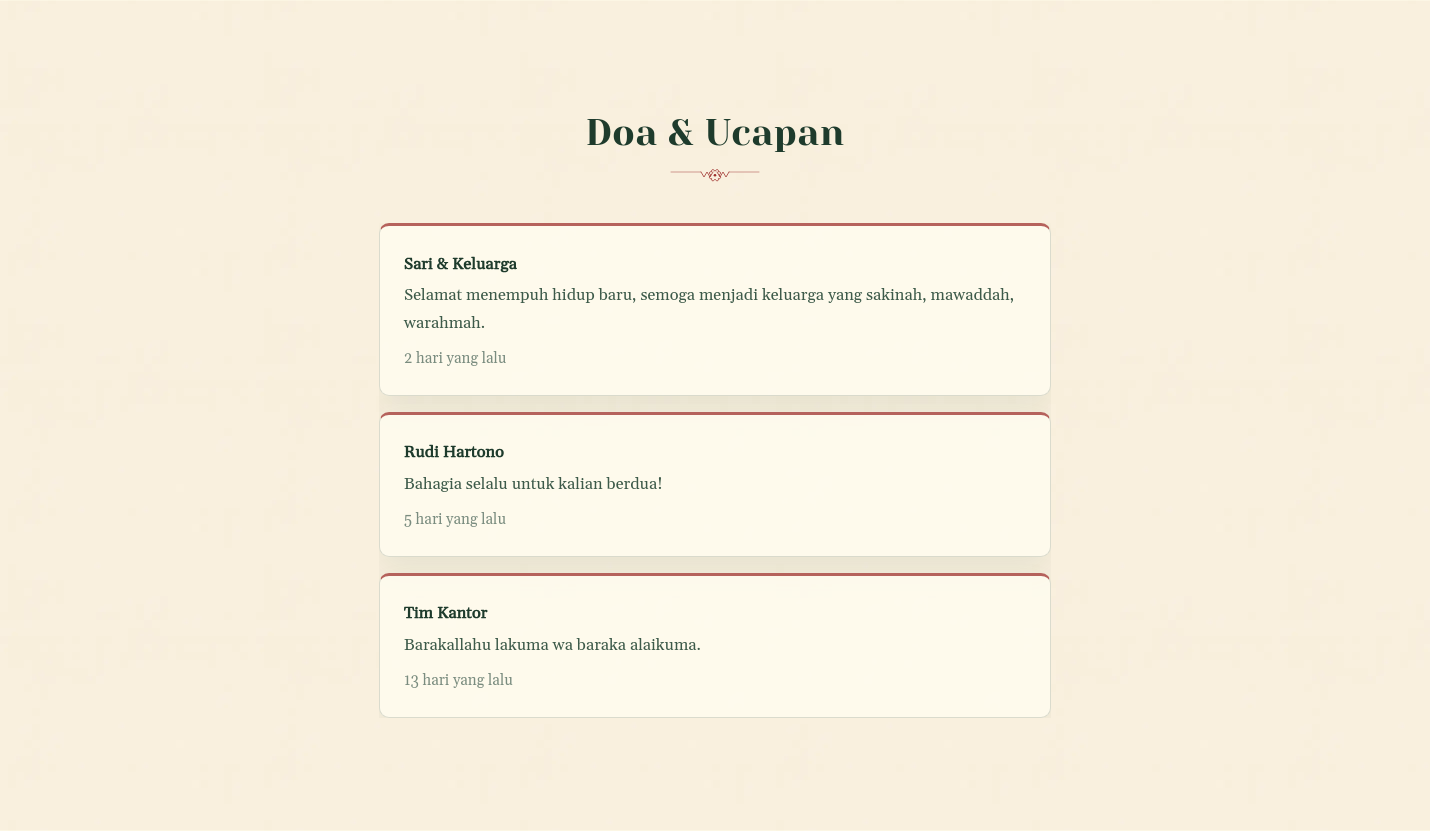 Doa & Ucapan
Sari & Keluarga
Selamat menempuh hidup baru, semoga menjadi keluarga yang sakinah, mawaddah,
warahmah.
2 hari yang lalu
Rudi Hartono
Bahagia selalu untuk kalian berdua!
5 hari yang lalu
Tim Kantor
Barakallahu lakuma wa baraka alaikuma.
13 hari yang lalu